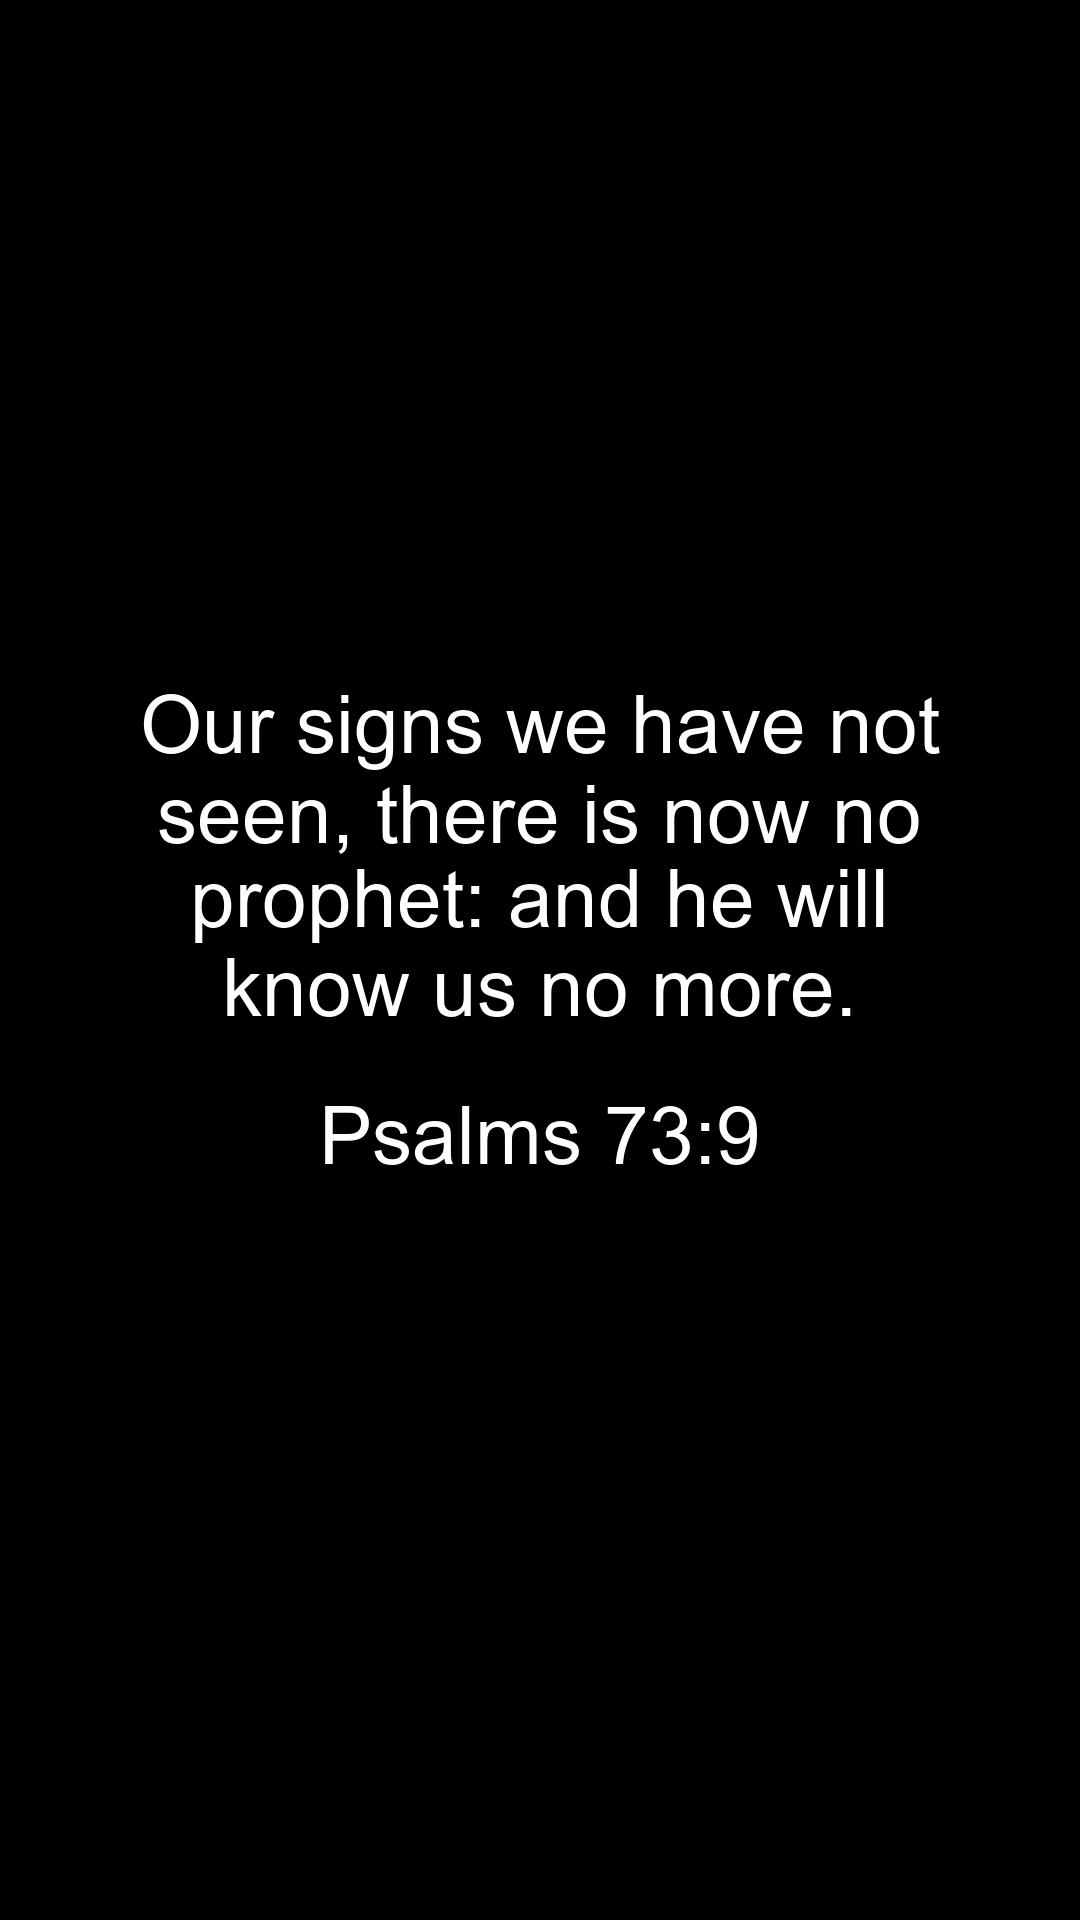 Our signs we have not
seen, there is now no
prophet: and he will
know us no more.
Psalms 73:9